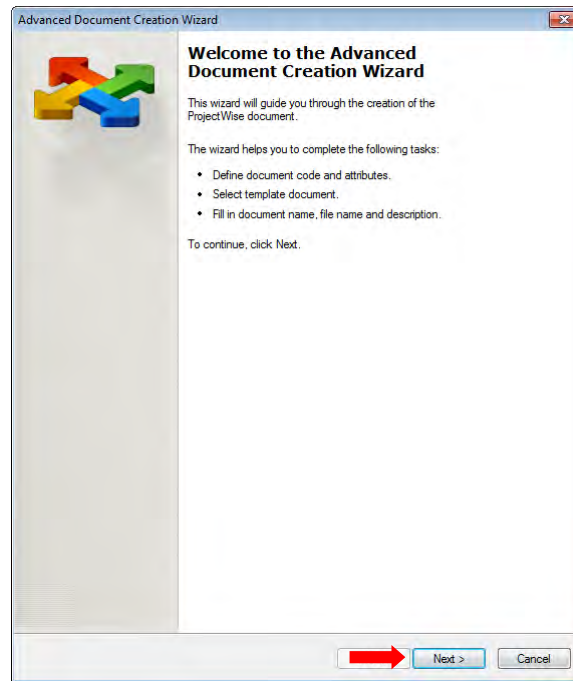 Advanced Document Creation Wizard
Welcome to the Advanced
Document Creation Wizard
This wizard will guide you through the creation of the
ProjectWise document.
The wizard helps you to complete the following tasks:
• Define document code and attributes.
• Select template document.
• Fill in document name, file name and description.
To continue, click Next.
Next > Cancel